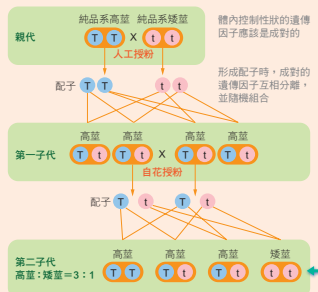 純品系高莖 純品系矮莖
親代
T T X t t
人工授粉
體內控制性狀的遺傳
因子應該是成對的
配子 T T t t
形成配子時，成對的
遺傳因子互相分離，
並隨機組合
高莖 高莖 高莖 高莖
第一子代
T t T t X T t T t
自花授粉
配子 T t T t
高莖 高莖 高莖 矮莖
第二子代
高莖：矮莖＝3：1
T T T t T t t t